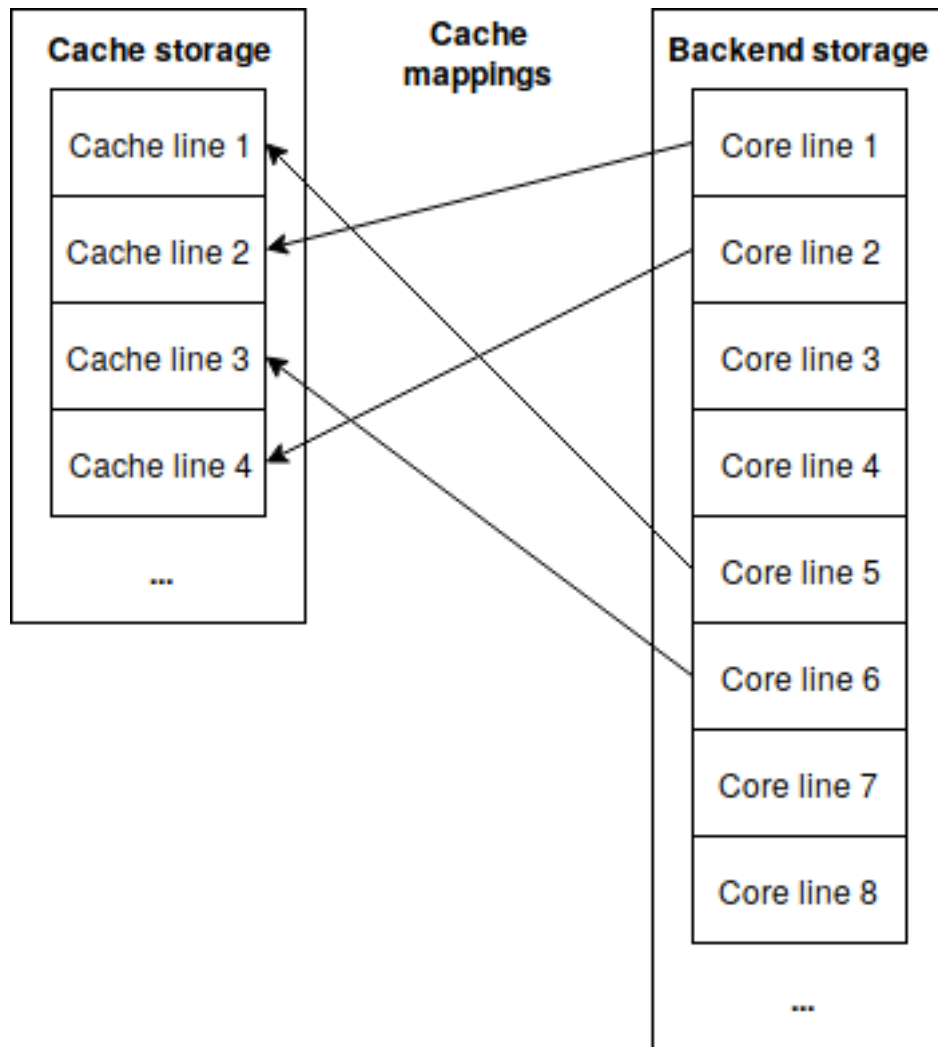 Cache storage
Cache line 1
Cache line 2
Cache line 3
Cache line 4
...
Cache
mappings
Backend storage
Core line 1
Core line 2
Core line 3
Core line 4
Core line 5
Core line 6
Core line 7
Core line 8
...